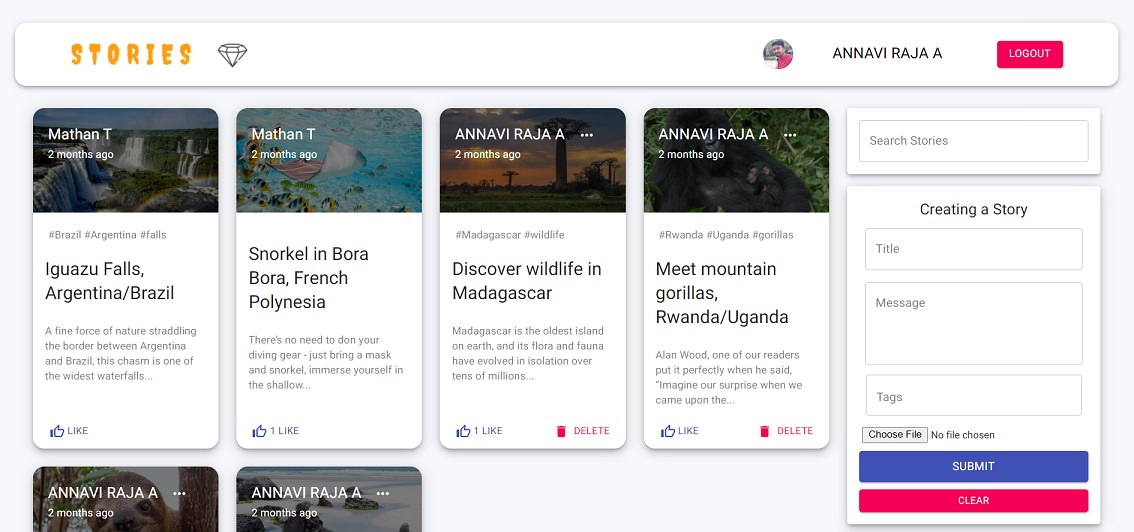 STORIES
ANNAVI RAJA A
LOGOUT
Mathan T
2 months ago
#Brazil #Argentina #falls
Iguazu Falls,
Argentina/Brazil
A fine force of nature straddling
the border between Argentina
and Brazil, this chasm is one of
the widest waterfalls...
LIKE
Mathan T
2 months ago
Snorkel in Bora
Bora, French
Polynesia
There's no need to don your
diving gear - just bring a mask
and snorkel, immerse yourself in
the shallow...
1 LIKE
ANNAVI RAJA A ...
2 months ago
#Madagascar #wildlife
Discover wildlife in
Madagascar
Madagascar is the oldest island
on earth, and its flora and fauna
have evolved in isolation over
tens of millions...
1 LIKE DELETE
ANNAVI RAJA A ...
2 months ago
#Rwanda #Uganda #gorillas
Meet mountain
gorillas,
Rwanda/Uganda
Alan Wood, one of our readers
put it perfectly when he said,
“Imagine our surprise when we
came upon the...
LIKE DELETE
ANNAVI RAJA A ...
2 months ago
ANNAVI RAJA A ...
2 months ago
Search Stories
Creating a Story
Title
Message
Tags
Choose File No file chosen
SUBMIT
CLEAR